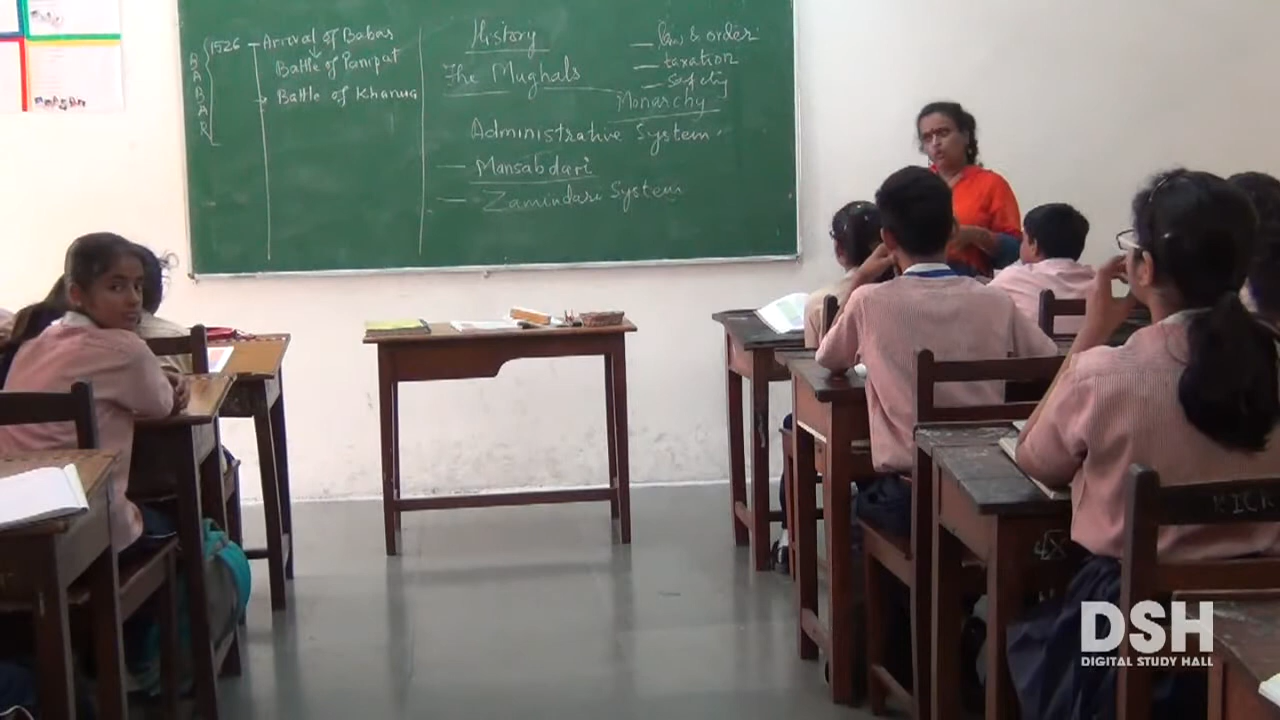 BABAR
1526 - Arrival of Babar
Battle of Panipat
Battle of Khanua
History
The Mughals
Monarchy
Administrative System.
— Mansabdari
— Zamindari System
— law & order
— taxation
— Safety
DSH
DIGITAL STUDY HALL